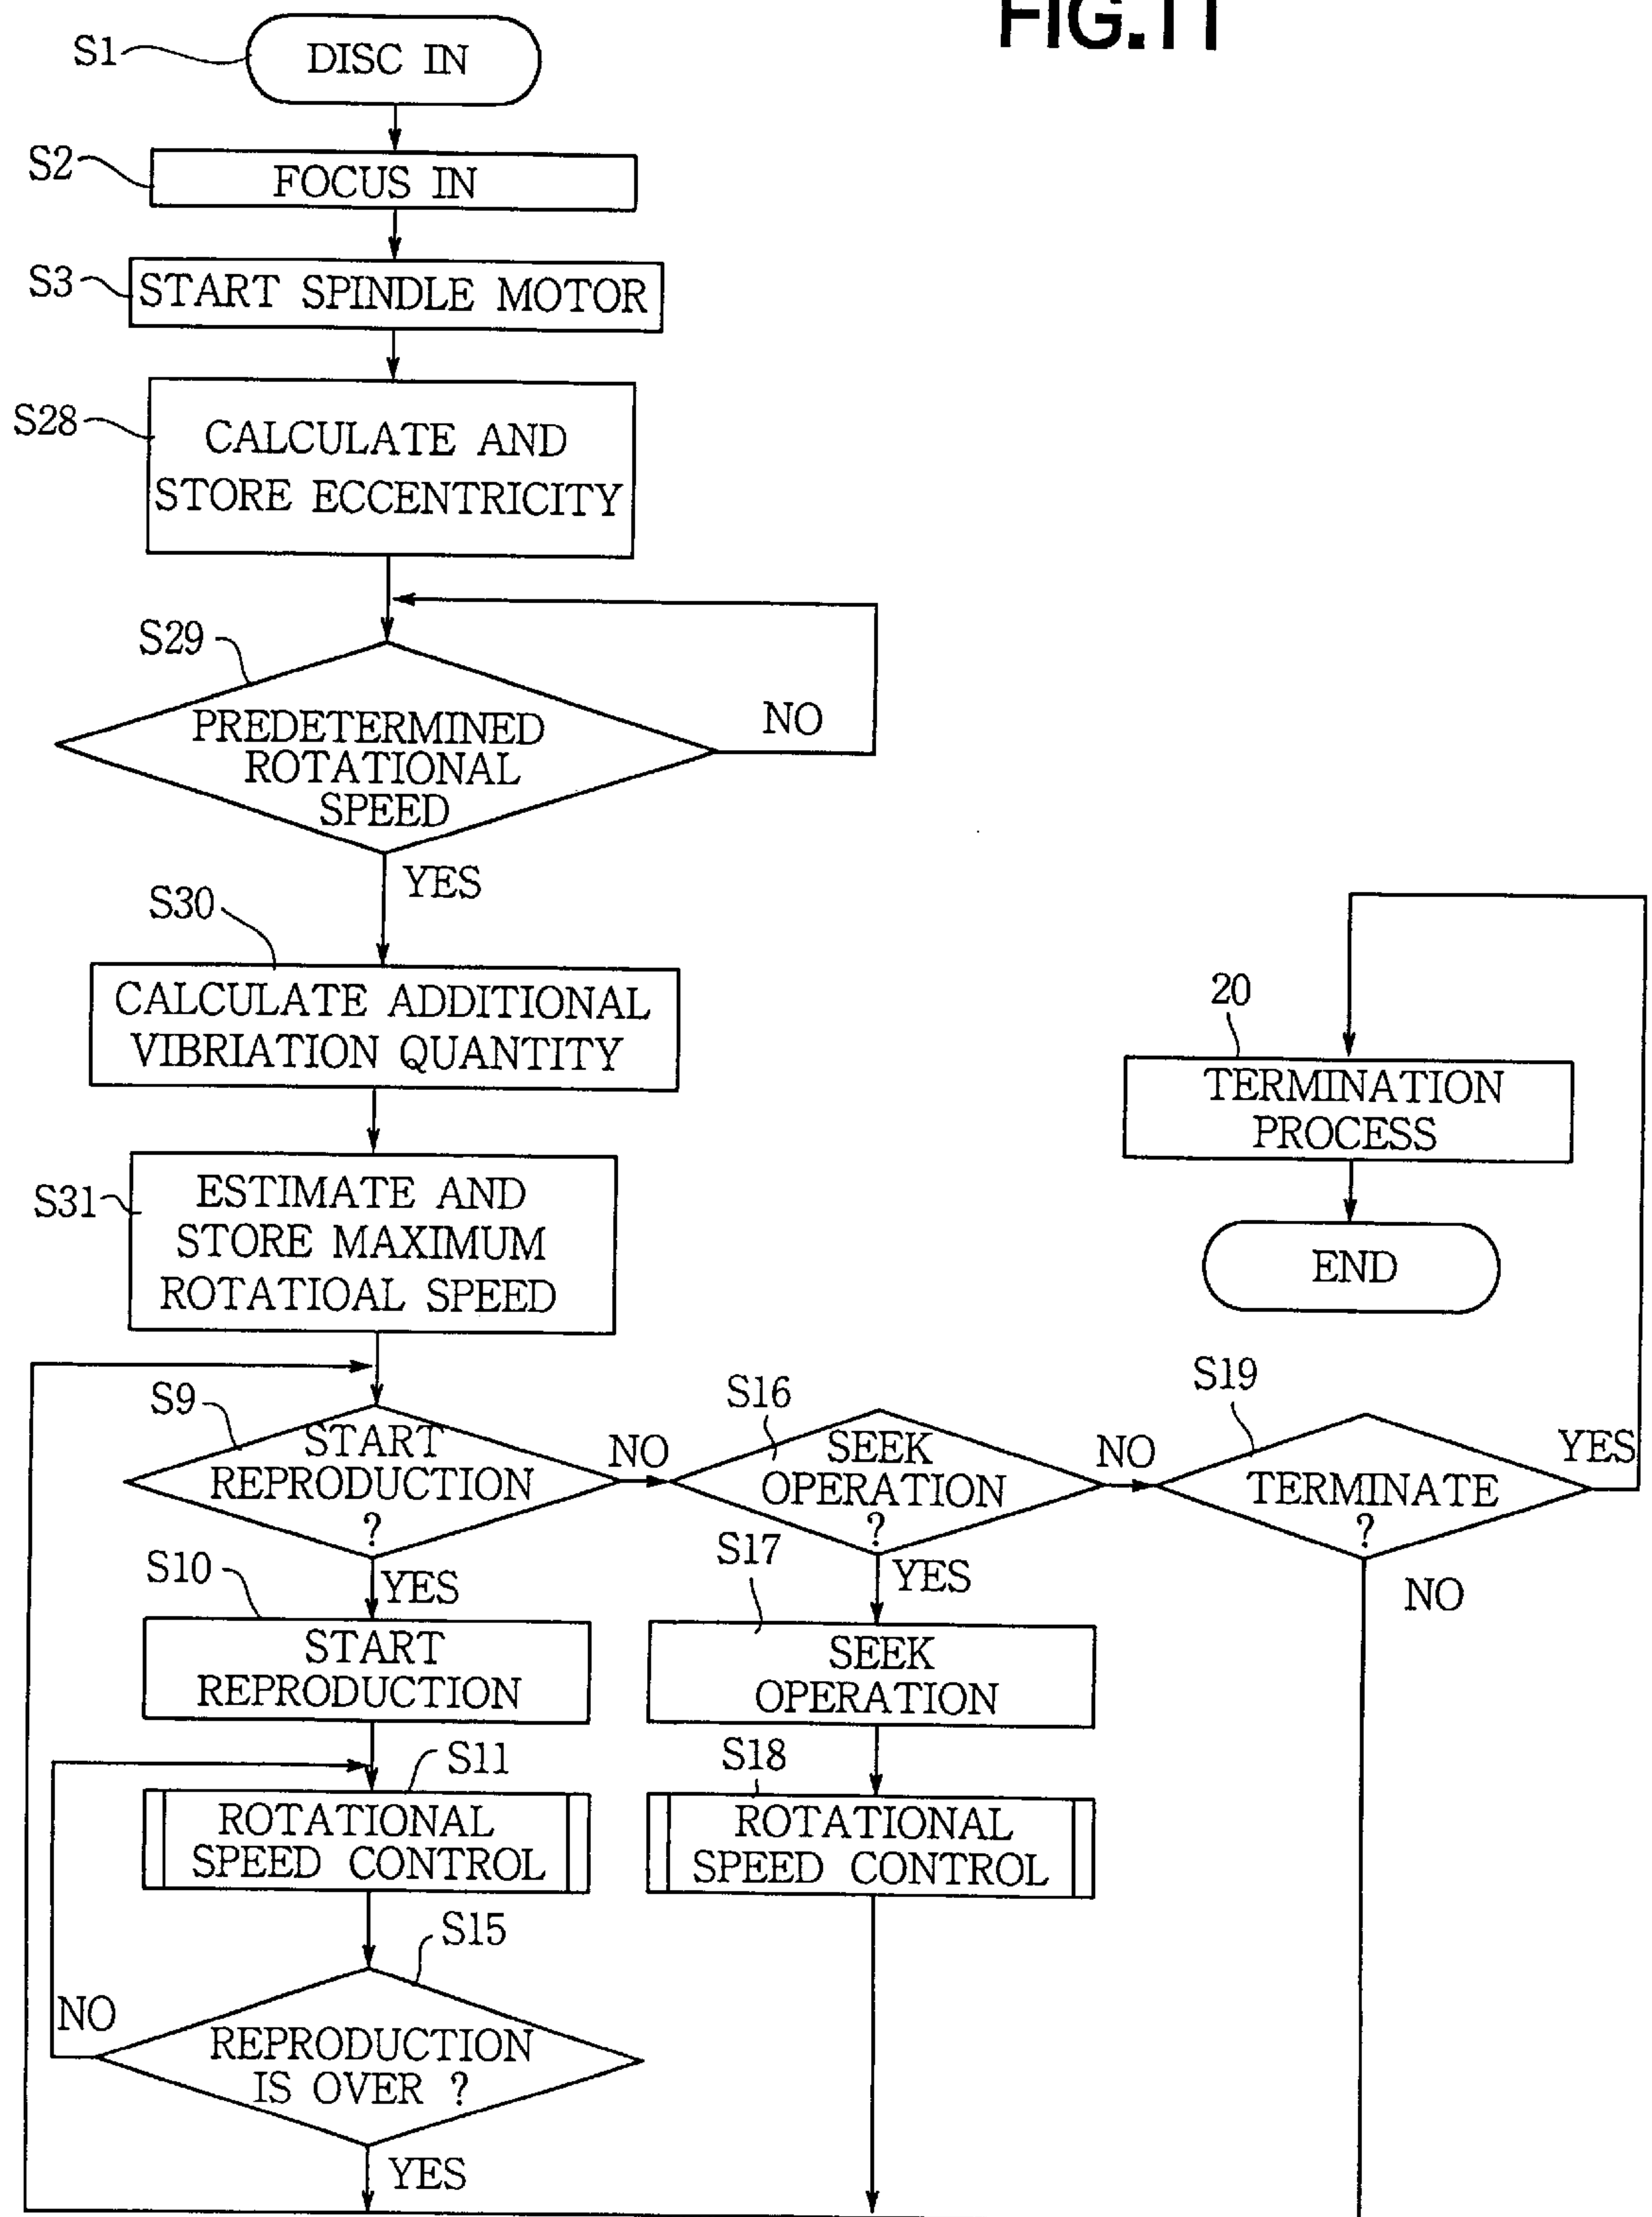 FIG.11
S1
DISC IN
S2
FOCUS IN
S3
START SPINDLE MOTOR
S28
CALCULATE AND
STORE ECCENTRICITY
S29
PREDETERMINED
ROTATIONAL
SPEED
NO
YES
S30
CALCULATE ADDITIONAL
VIBRIATION QUANTITY
S31
ESTIMATE AND
STORE MAXIMUM
ROTATIOAL SPEED
20
TERMINATION
PROCESS
END
S9
START
REPRODUCTION
?
NO
YES
S16
SEEK
OPERATION
?
NO
YES
S19
TERMINATE
?
YES
NO
S10
START
REPRODUCTION
S17
SEEK
OPERATION
S11
ROTATIONAL
SPEED CONTROL
S18
ROTATIONAL
SPEED CONTROL
S15
REPRODUCTION
IS OVER ?
NO
YES